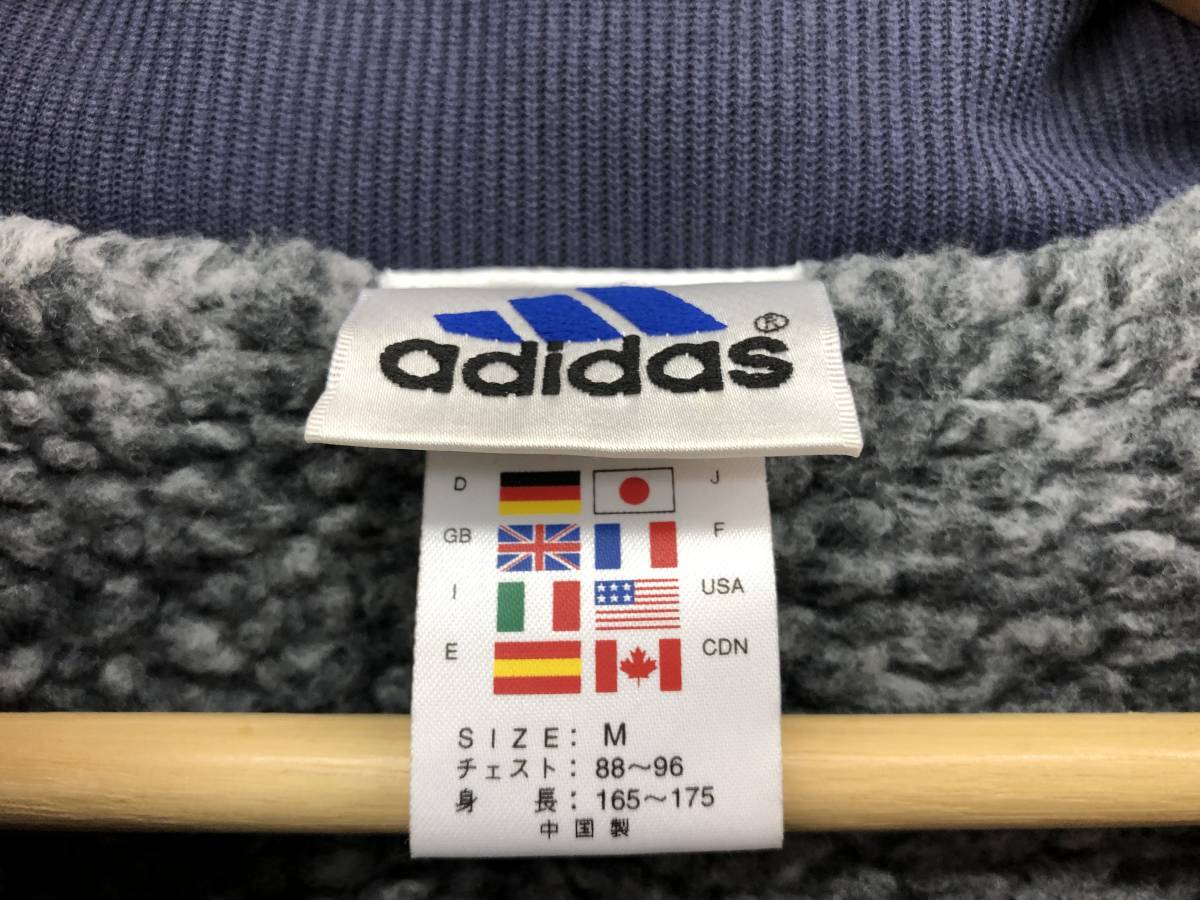 adidas®
D J
GB F
I USA
E CDN
SIZE: M
チェスト: 88~96
身長: 165~175
中国製